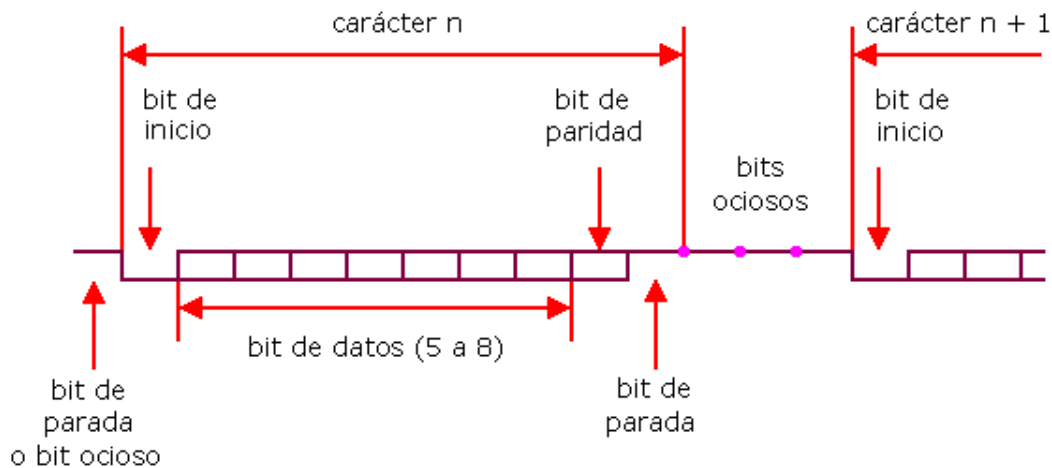 carácter n
carácter n + 1
bit de
inicio
bit de
paridad
bits
ociosos
bit de
inicio
bit de datos (5 a 8)
bit de
parada
o bit ocioso
bit de
parada